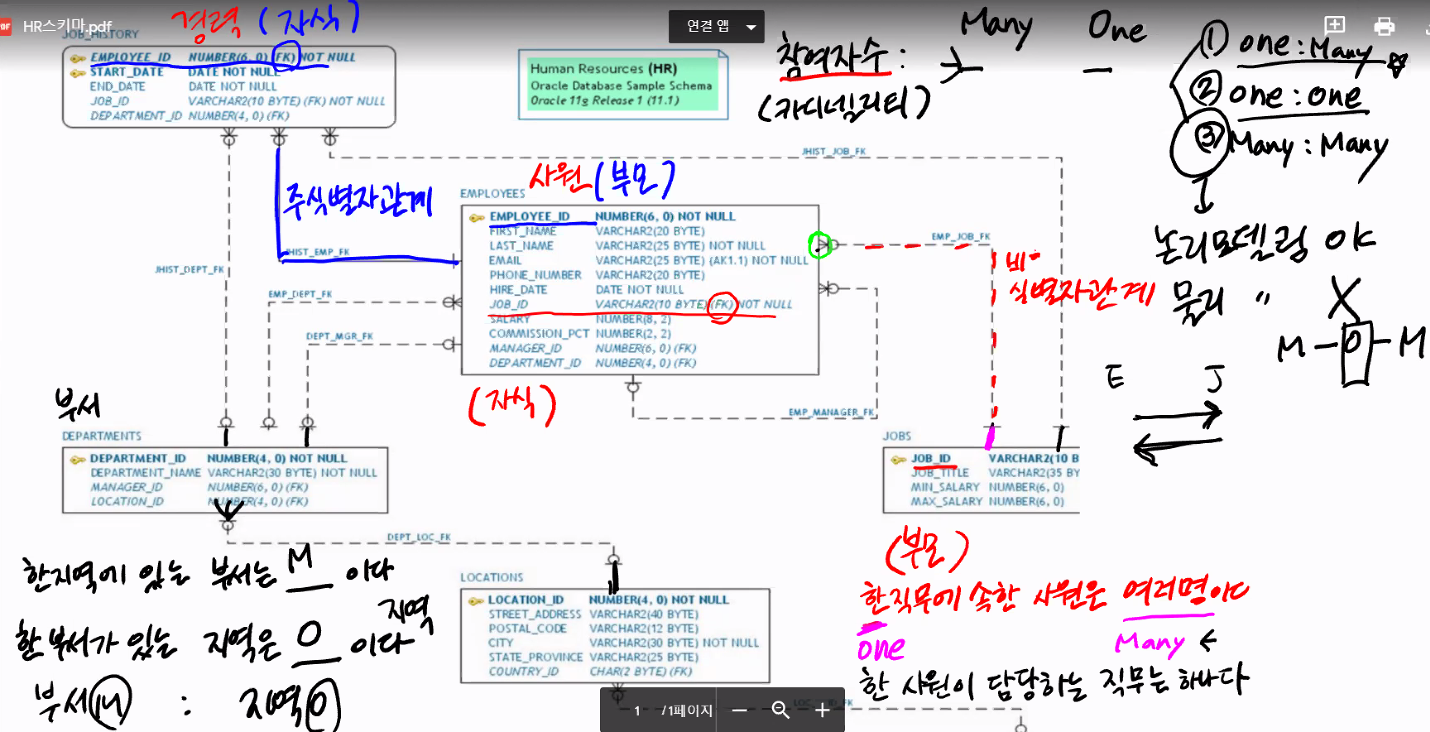 HR스키마.pdf
연결 앱
경력 (자식)
JOB_HISTORY
EMPLOYEE_ID NUMBER(6, 0) (FK) NOT NULL
START_DATE DATE NOT NULL
END_DATE DATE NOT NULL
JOB_ID VARCHAR2(10 BYTE) (FK) NOT NULL
DEPARTMENT_ID NUMBER(4, 0) (FK)
Human Resources (HR)
Oracle Database Sample Schema
Oracle 11g Release 1 (11.1)
참여자수 :
(카디널리티)
Many One
① one : Many
② one : one
③ Many : Many
논리모델링 야
물리 〃 X
M - O - M
JHIST_JOB_FK
주식별자관계
JHIST_EMP_FK
JHIST_DEPT_FK
EMP_DEPT_FK
DEPT_MGR_FK
사원 (부모)
EMPLOYEES
EMPLOYEE_ID NUMBER(6, 0) NOT NULL
FIRST_NAME VARCHAR2(20 BYTE)
LAST_NAME VARCHAR2(25 BYTE) NOT NULL
EMAIL VARCHAR2(25 BYTE) (AK1.1) NOT NULL
PHONE_NUMBER VARCHAR2(20 BYTE)
HIRE_DATE DATE NOT NULL
JOB_ID VARCHAR2(10 BYTE) (FK) NOT NULL
SALARY NUMBER(8, 2)
COMMISSION_PCT NUMBER(2, 2)
MANAGER_ID NUMBER(6, 0) (FK)
DEPARTMENT_ID NUMBER(4, 0) (FK)
(자식)
EMP_JOB_FK
비
식별자관계
EMP_MANAGER_FK
E J
부서
DEPARTMENTS
DEPARTMENT_ID NUMBER(4, 0) NOT NULL
DEPARTMENT_NAME VARCHAR2(30 BYTE) NOT NULL
MANAGER_ID NUMBER(6, 0) (FK)
LOCATION_ID NUMBER(4, 0) (FK)
JOBS
JOB_ID VARCHAR2(10 B
JOB_TITLE VARCHAR2(35 BY
MIN_SALARY NUMBER(6, 0)
MAX_SALARY NUMBER(6, 0)
(부모)
DEPT_LOC_FK
한지역에 있는 부서는 M 이다
한 부서가 있는 지역은 O 이다
부서(M) : 지역(O)
지역
LOCATIONS
LOCATION_ID NUMBER(4, 0) NOT NULL
STREET_ADDRESS VARCHAR2(40 BYTE)
POSTAL_CODE VARCHAR2(12 BYTE)
CITY VARCHAR2(30 BYTE) NOT NULL
STATE_PROVINCE VARCHAR2(25 BYTE)
COUNTRY_ID CHAR(2 BYTE) (FK)
한직무에 속한 사원은 여러명이다
one Many
한 사원이 담당하는 직무는 하나다
1 /1페이지